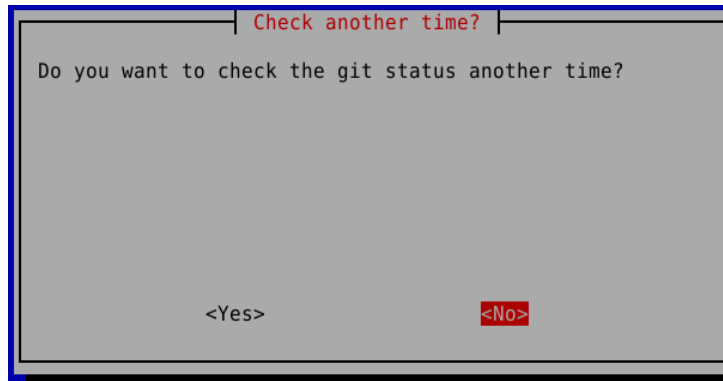 Check another time?
Do you want to check the git status another time?
<Yes> <No>